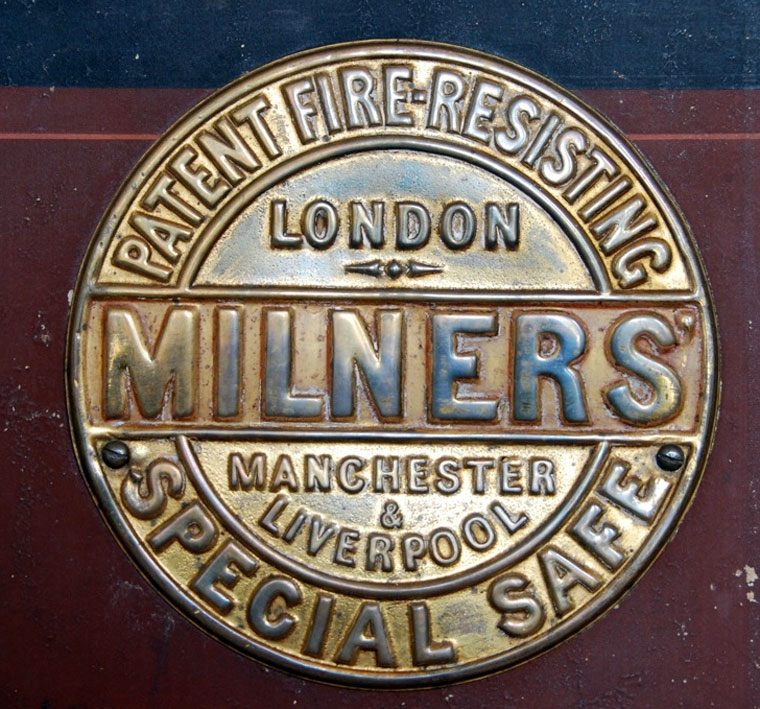 PATENT FIRE-RESISTING
LONDON
MILNERS'
MANCHESTER
&
LIVERPOOL
SPECIAL SAFE